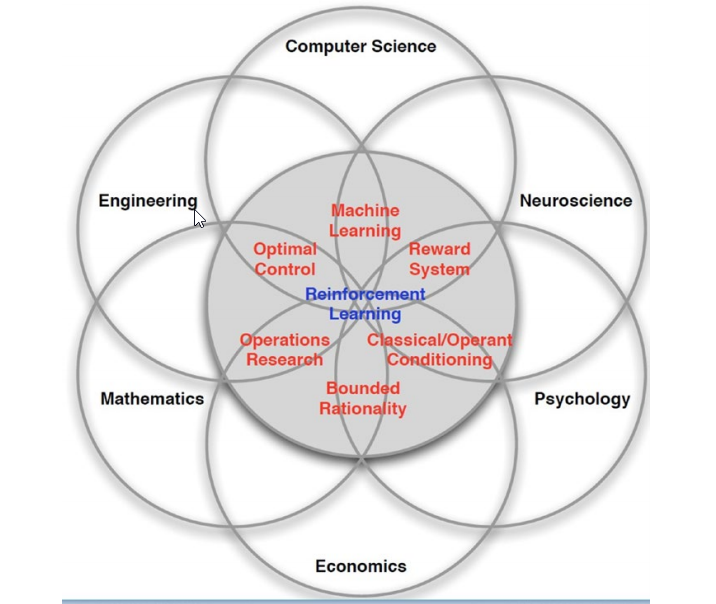 Computer Science
Engineering
Neuroscience
Machine
Learning
Optimal
Control
Reward
System
Reinforcement
Learning
Operations
Research
Classical/Operant
Conditioning
Bounded
Rationality
Mathematics
Psychology
Economics